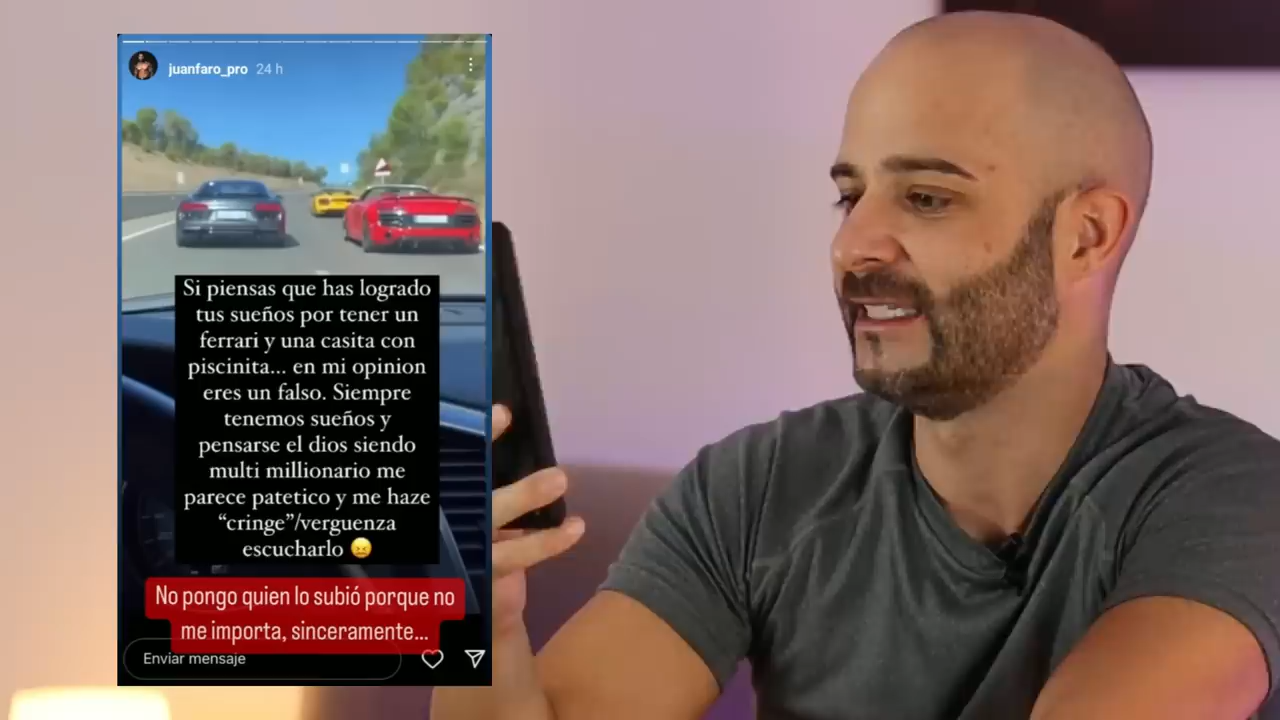 juanfaro_pro 24 h
Si piensas que has logrado
tus sueños por tener un
ferrari y una casita con
piscinita... en mi opinion
eres un falso. Siempre
tenemos sueños y
pensarse el dios siendo
multi millionario me
parece patetico y me haze
“cringe”/verguenza
escucharlo 😖
No pongo quien lo subió porque no
me importa, sinceramente...
Enviar mensaje